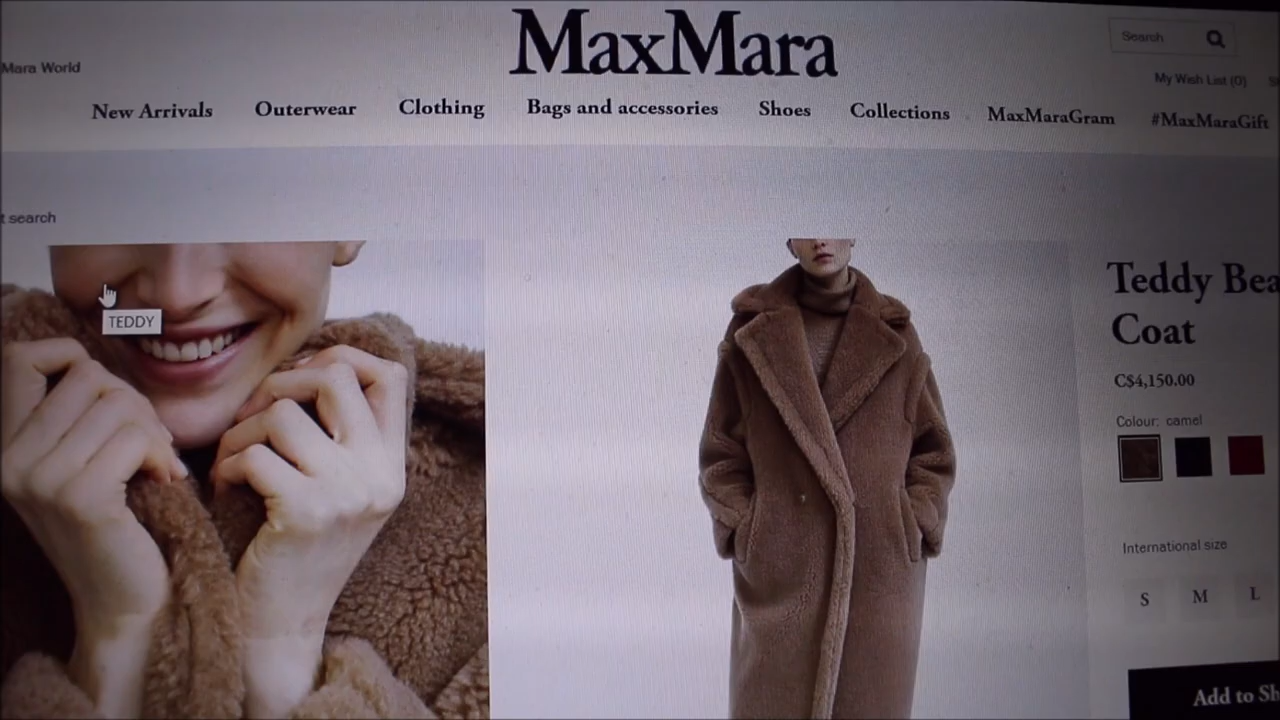 MaxMara
Search
Mara World
My Wish List (0)
New Arrivals
Outerwear
Clothing
Bags and accessories
Shoes
Collections
MaxMaraGram
#MaxMaraGift
t search
TEDDY
Teddy Bea
Coat
C$4,150.00
Colour: camel
International size
S M L
Add to Sh